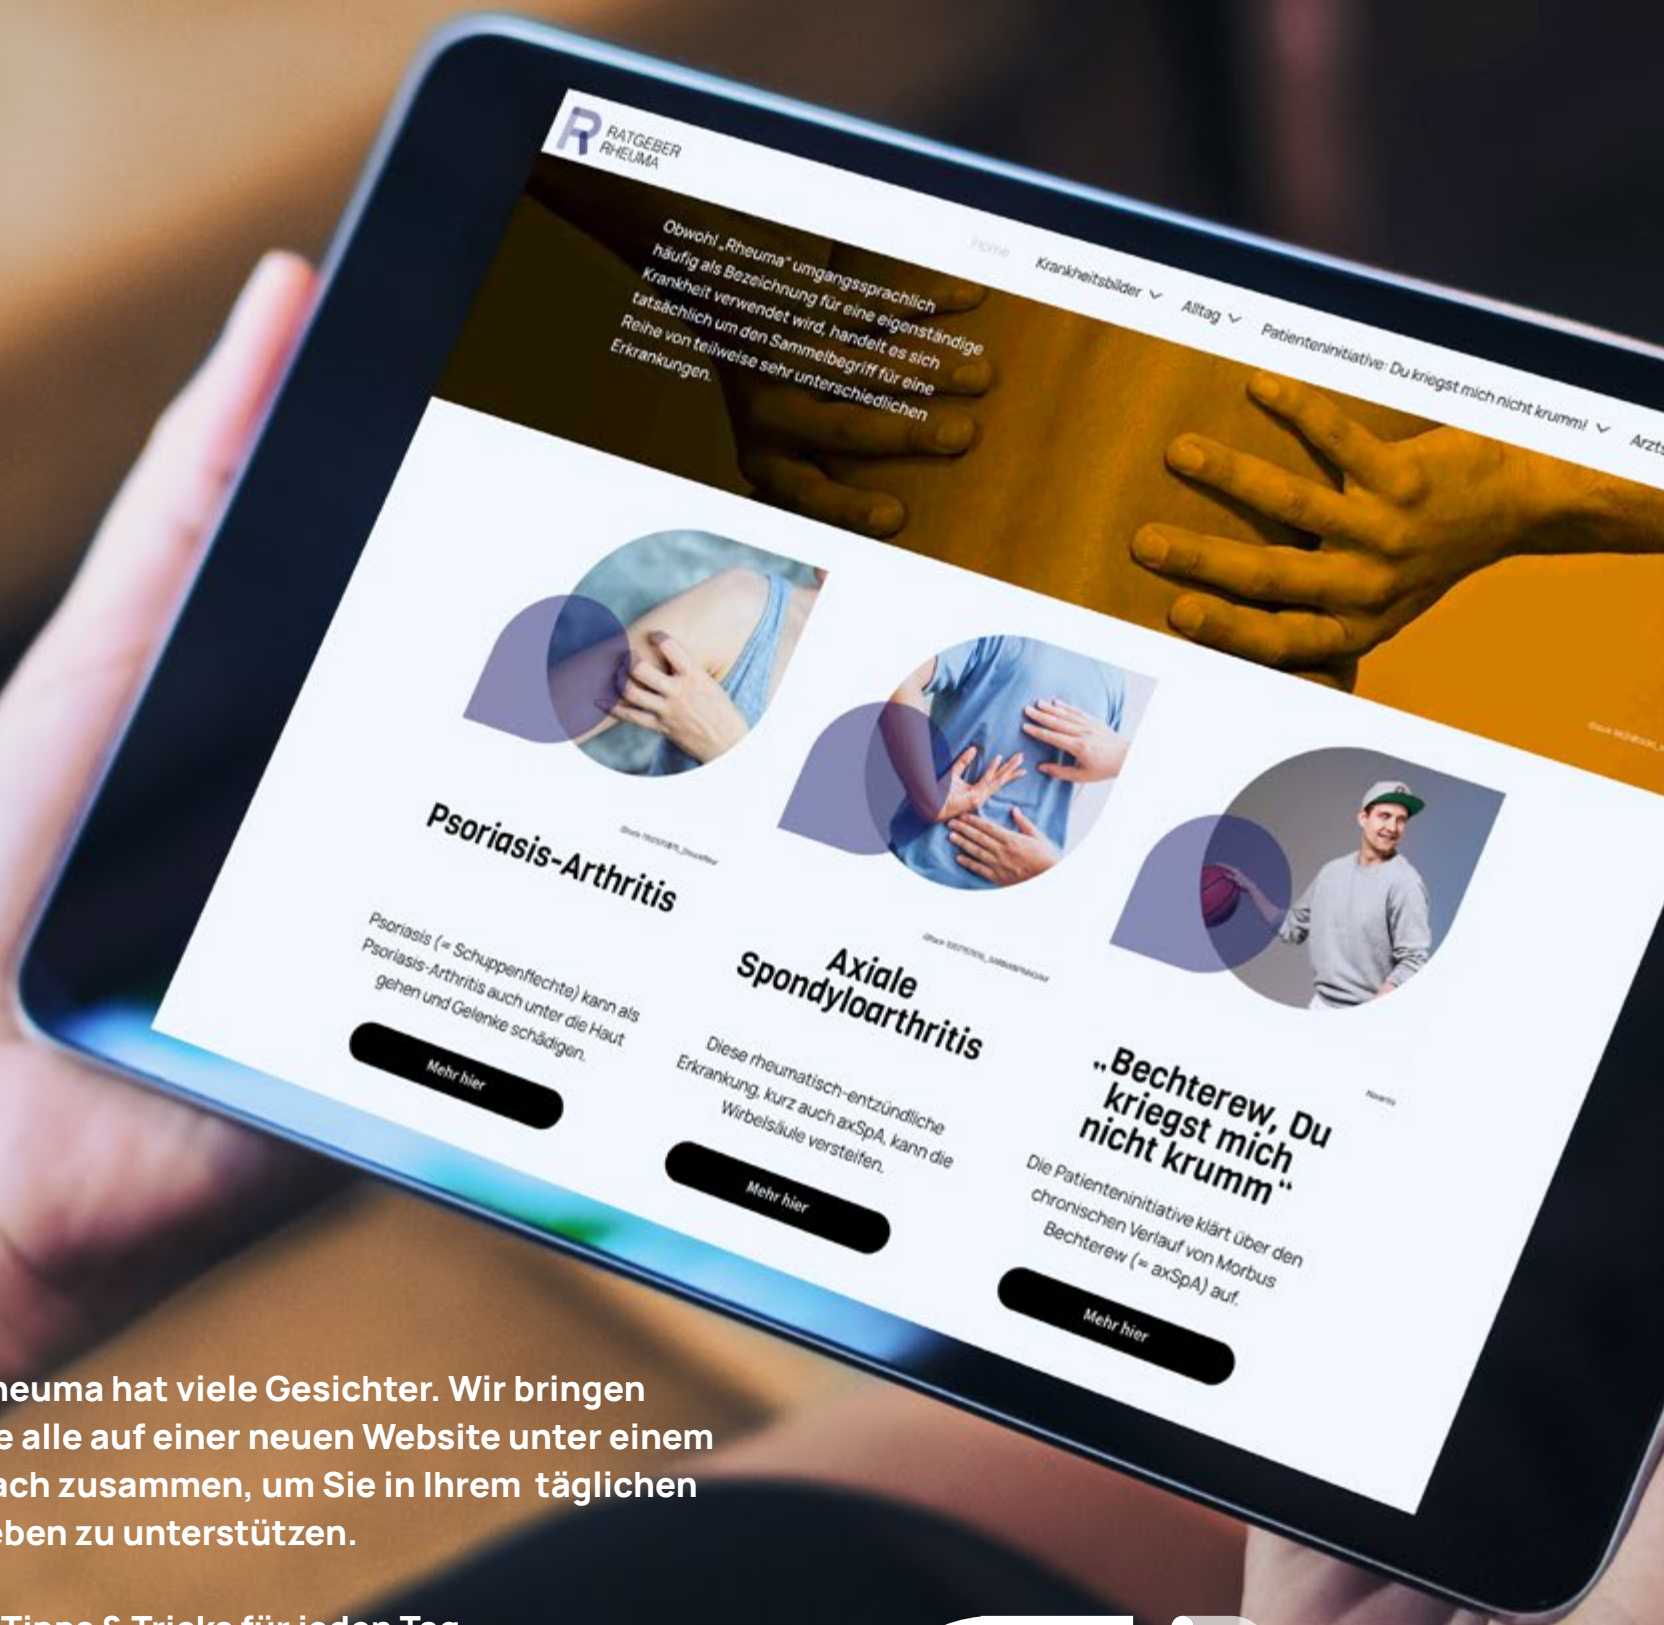 RATGEBER
RHEUMA
Home
Krankheitsbilder
Alltag
Patienteninitiative: Du kriegst mich nicht krumm!
Obwohl „Rheuma“ umgangssprachlich
häufig als Bezeichnung für eine eigenständige
Krankheit verwendet wird, handelt es sich
tatsächlich um den Sammelbegriff für eine
Reihe von teilweise sehr unterschiedlichen
Erkrankungen.
Psoriasis-Arthritis
Psoriasis (= Schuppenflechte) kann als
Psoriasis-Arthritis auch unter die Haut
gehen und Gelenke schädigen.
Mehr hier
Axiale
Spondyloarthritis
Diese rheumatisch-entzündliche
Erkrankung, kurz auch axSpA, kann die
Wirbelsäule versteifen.
Mehr hier
Novartis
„Bechterew, Du
kriegst mich
nicht krumm“
Die Patienteninitiative klärt über den
chronischen Verlauf von Morbus
Bechterew (= axSpA) auf.
Mehr hier
heuma hat viele Gesichter. Wir bringen
e alle auf einer neuen Website unter einem
ach zusammen, um Sie in Ihrem täglichen
eben zu unterstützen.
Tipps & Tricks für jeden Tag